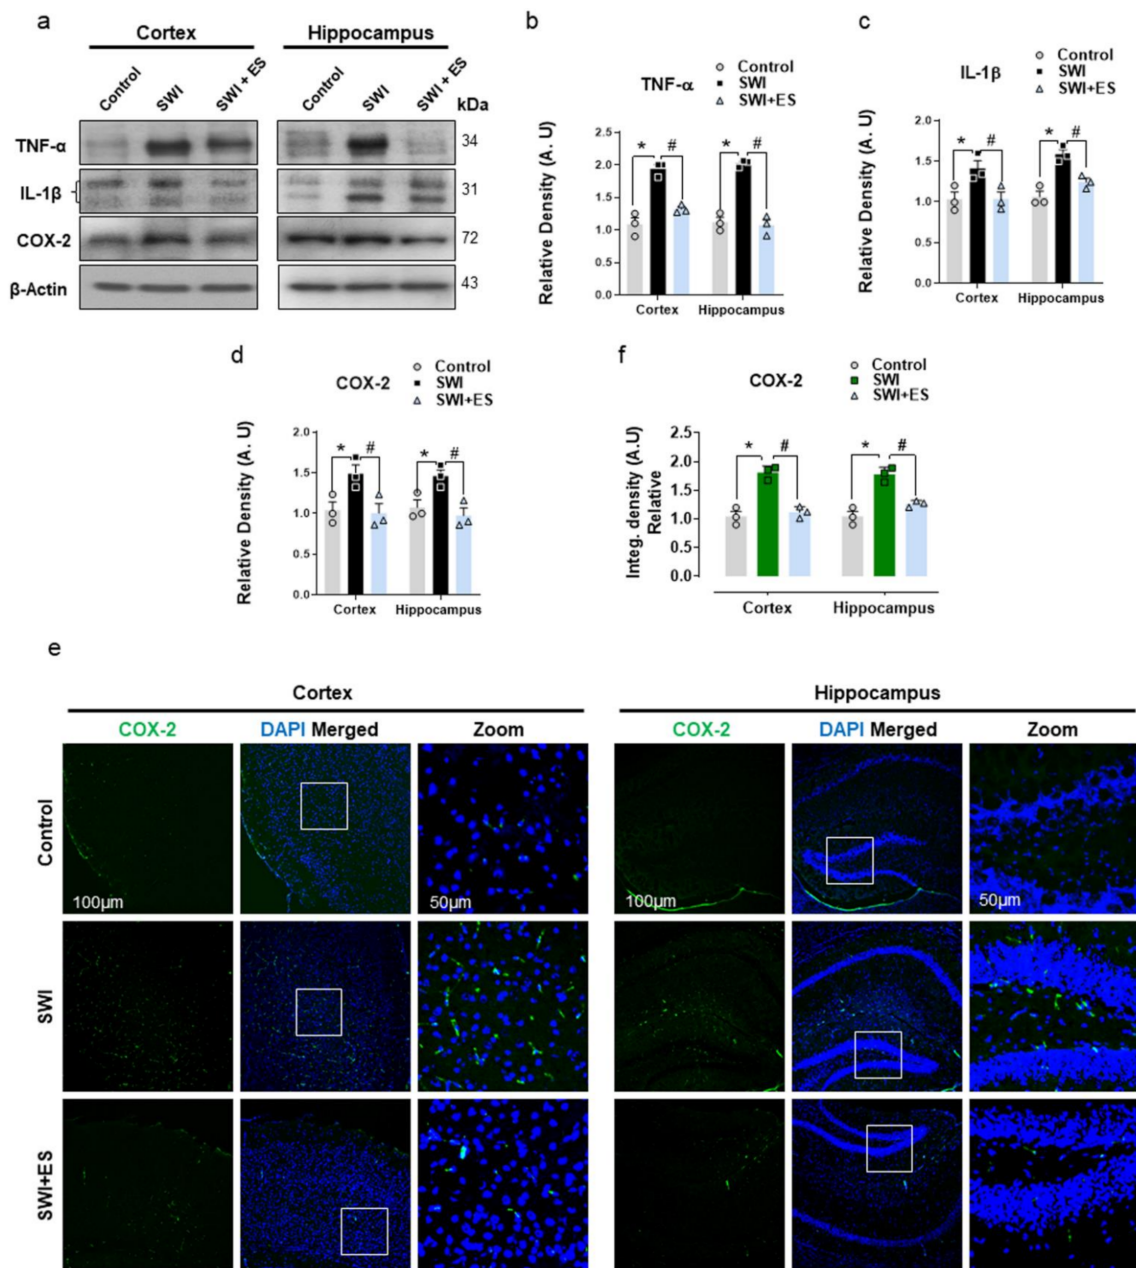 a
Cortex
Hippocampus
Control
SWI
SWI + ES
Control
SWI
SWI + ES
kDa
TNF-α
34
IL-1β
31
COX-2
72
β-Actin
43
b
TNF-α
Control
SWI
SWI+ES
Relative Density (A. U)
2.5
2.0
1.5
1.0
0.5
0.0
* #
* #
Cortex
Hippocampus
c
IL-1β
Control
SWI
SWI+ES
Relative Density (A. U)
2.0
1.5
1.0
0.5
0.0
* #
* #
Cortex
Hippocampus
d
COX-2
Control
SWI
SWI+ES
Relative Density (A. U)
2.0
1.5
1.0
0.5
0.0
* #
* #
Cortex
Hippocampus
f
COX-2
Control
SWI
SWI+ES
Integ. density (A.U)
Relative
2.5
2.0
1.5
1.0
0.5
0.0
* #
* #
Cortex
Hippocampus
e
Cortex
Hippocampus
COX-2
DAPI Merged
Zoom
COX-2
DAPI Merged
Zoom
Control
100µm
50µm
100µm
50µm
SWI
SWI+ES